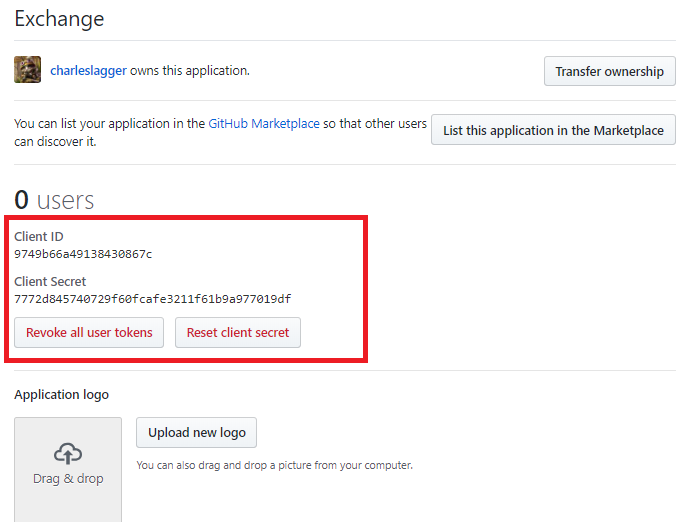 Exchange
charleslagger owns this application.
Transfer ownership
You can list your application in the GitHub Marketplace so that other users
can discover it.
List this application in the Marketplace
0 users
Client ID
9749b66a49138430867c
Client Secret
7772d845740729f60fcafe3211f61b9a977019df
Revoke all user tokens
Reset client secret
Application logo
Drag & drop
Upload new logo
You can also drag and drop a picture from your computer.